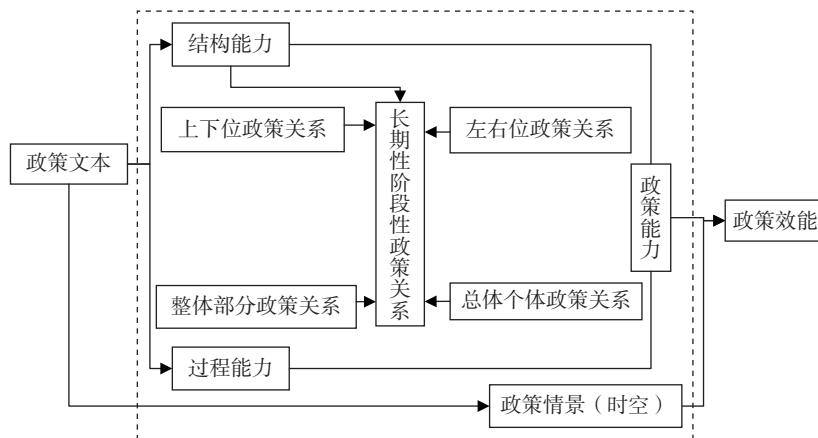 结构能力
上下位政策关系
左右位政策关系
长期性阶段性政策关系
政策文本
政策能力
政策效能
整体部分政策关系
总体个体政策关系
过程能力
政策情景（时空）